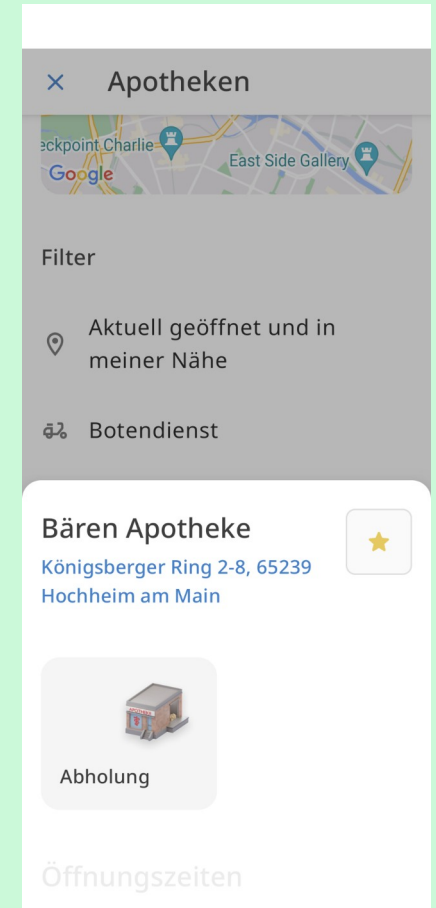 Apotheken
eckpoint Charlie
East Side Gallery
Google
Filter
Aktuell geöffnet und in
meiner Nähe
Botendienst
Bären Apotheke
Königsberger Ring 2-8, 65239
Hochheim am Main
Abholung
Öffnungszeiten